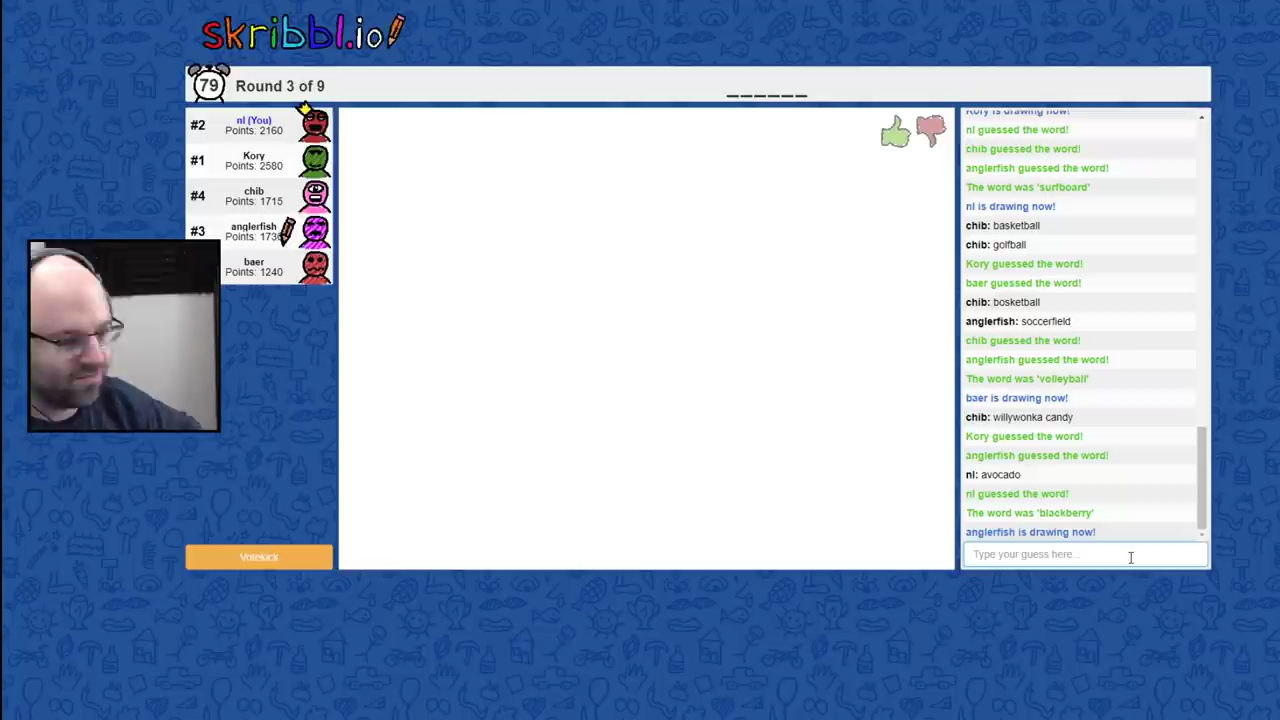 skribbl.io
79 Round 3 of 9
______
#2 nl (You)
Points: 2160
#1 Kory
Points: 2580
#4 chib
Points: 1715
#3 anglerfish
baer
Points: 1240
Votekick
Kory is drawing now!
nl guessed the word!
chib guessed the word!
anglerfish guessed the word!
The word was 'surfboard'
nl is drawing now!
chib: basketball
chib: golfball
Kory guessed the word!
baer guessed the word!
chib: bosketball
anglerfish: soccerfield
chib guessed the word!
anglerfish guessed the word!
The word was 'volleyball'
baer is drawing now!
chib: willywonka candy
Kory guessed the word!
anglerfish guessed the word!
nl: avocado
nl guessed the word!
The word was 'blackberry'
anglerfish is drawing now!
Type your guess here...